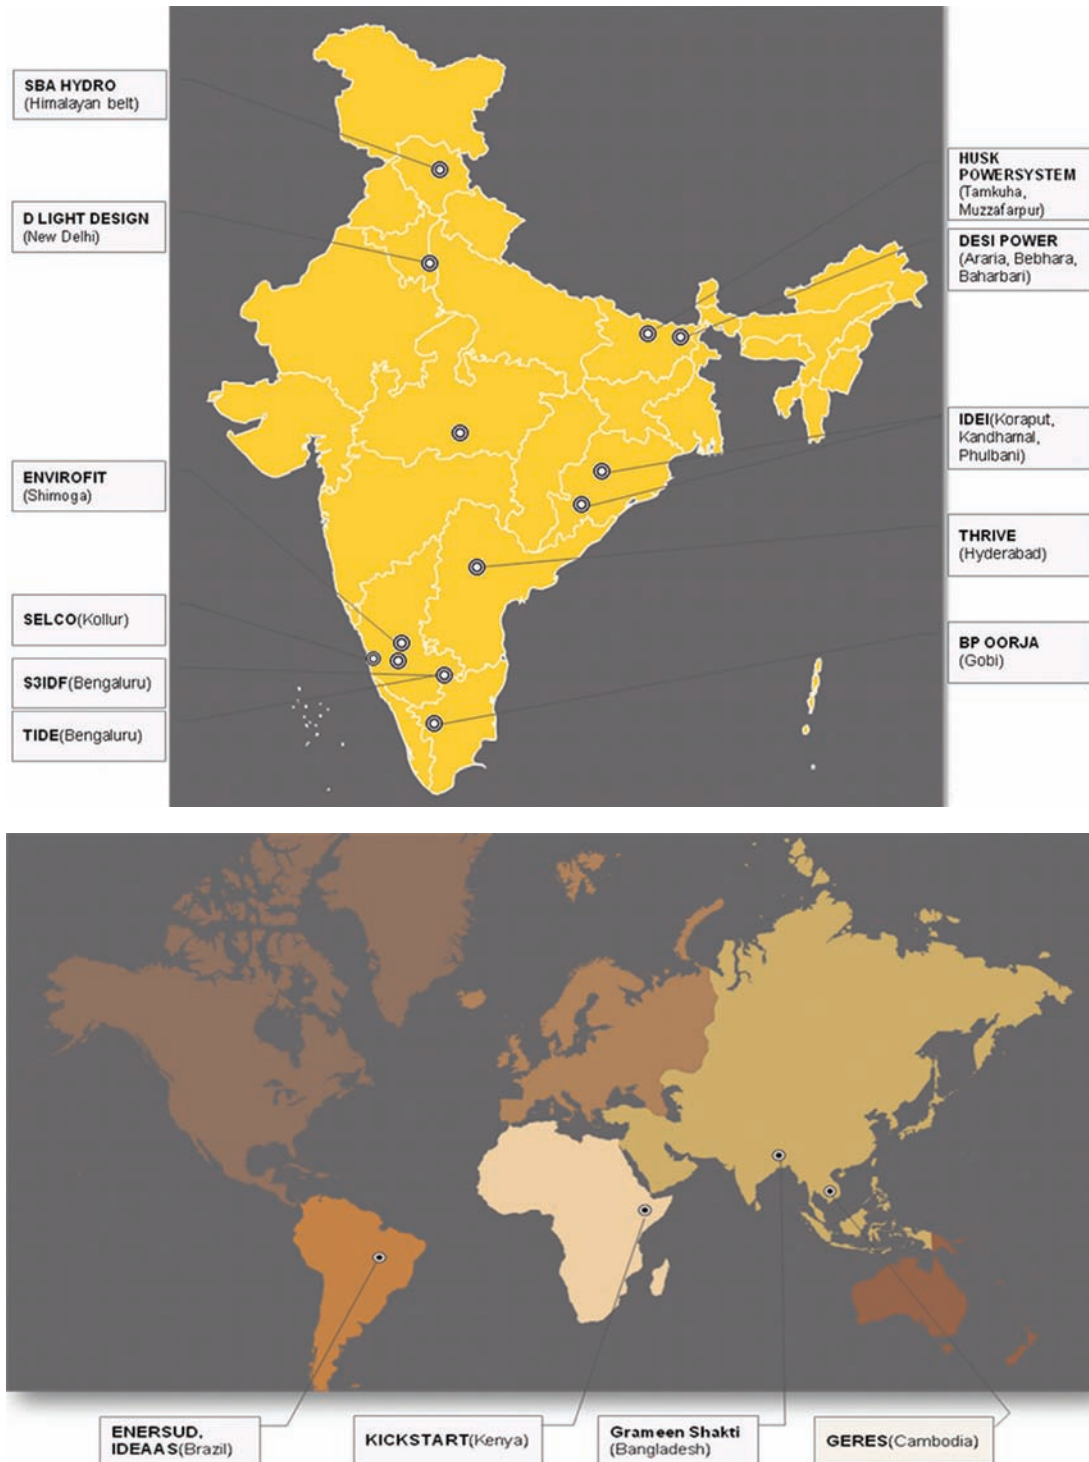 SBA HYDRO
(Himalayan belt)
D LIGHT DESIGN
(New Delhi)
ENVIROFIT
(Shimoga)
SELCO(Kollur)
S3IDF(Bengaluru)
TIDE(Bengaluru)
HUSK
POWERSYSTEM
(Tamkuha,
Muzzafarpur)
DESI POWER
(Araria, Bebhara,
Baharbari)
IDEI(Koraput,
Kandhamal,
Phulbani)
THRIVE
(Hyderabad)
BP OORJA
(Gobi)
ENERSUD,
IDEAAS(Brazil)
KICKSTART(Kenya)
Grameen Shakti
(Bangladesh)
GERES(Cambodia)